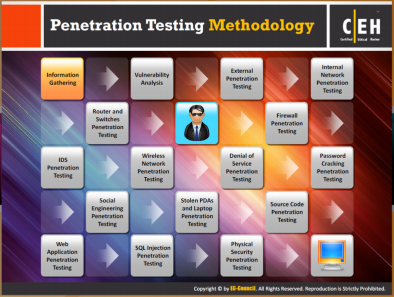 Penetration Testing Methodology
C|EH
Certified Ethical Hacker
Information
Gathering
Vulnerability
Analysis
External
Penetration
Testing
Internal
Network
Penetration
Testing
Router and
Switches
Penetration
Testing
Firewall
Penetration
Testing
IDS
Penetration
Testing
Wireless
Network
Penetration
Testing
Denial of
Service
Penetration
Testing
Password
Cracking
Penetration
Testing
Social
Engineering
Penetration
Testing
Stolen PDAs
and Laptop
Penetration
Testing
Source Code
Penetration
Testing
Web
Application
Penetration
Testing
SQL Injection
Penetration
Testing
Physical
Security
Penetration
Testing
Copyright © by EC-Council. All Rights Reserved. Reproduction is Strictly Prohibited.